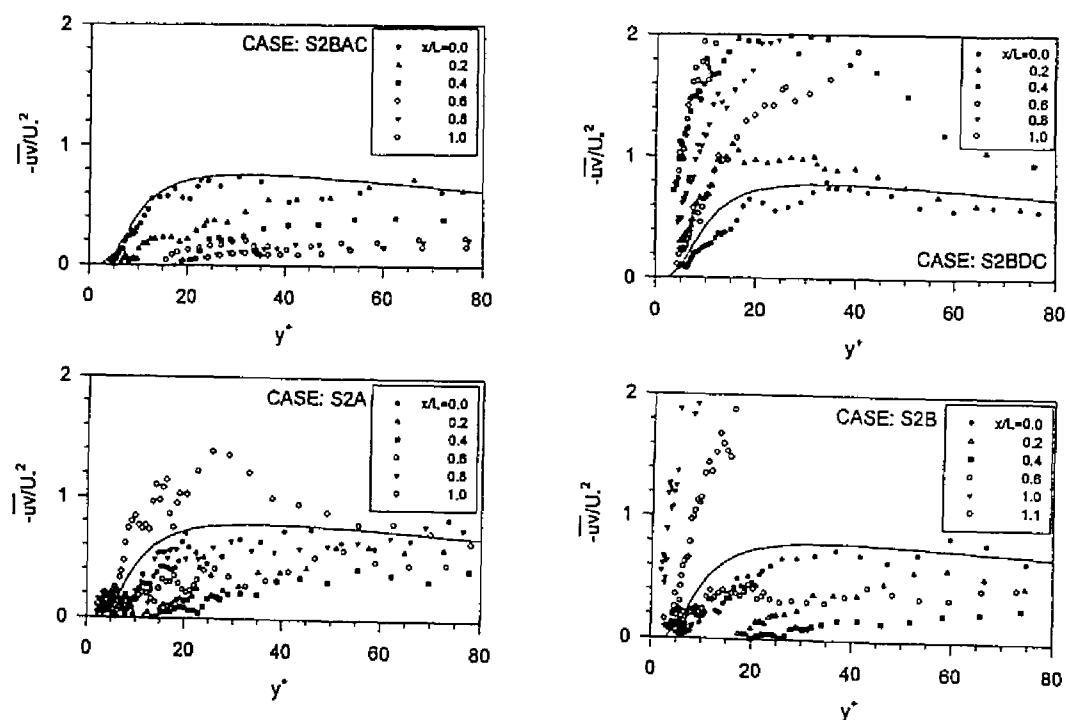 2
CASE: S2BAC
x/L=0.0
0.2
0.4
0.6
0.8
1.0
-uv/U*²
1
0
0 20 40 60 80
y+
2
x/L=0.0
0.2
0.4
0.6
0.8
1.0
-uv/U*²
1
0
CASE: S2BDC
0 20 40 60 80
y+
2
CASE: S2A
x/L=0.0
0.2
0.4
0.6
0.8
1.0
-uv/U*²
1
0
0 20 40 60 80
y+
2
CASE: S2B
x/L=0.0
0.2
0.4
0.6
1.0
1.1
-uv/U*²
1
0
0 20 40 60 80
y+